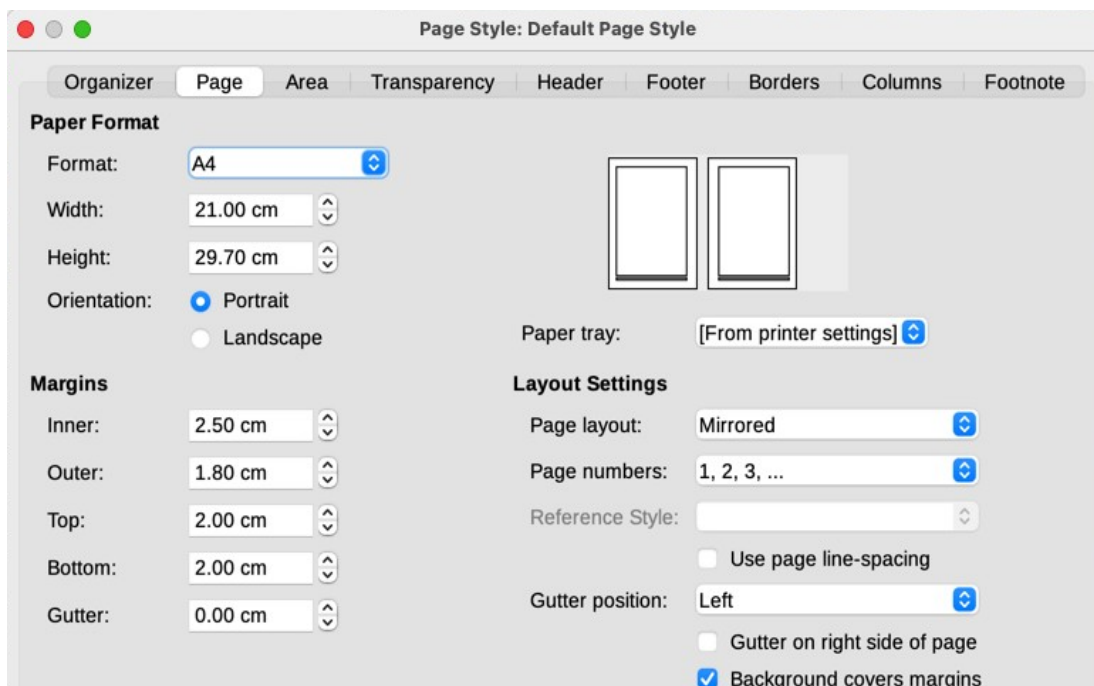 Page Style: Default Page Style
Organizer Page Area Transparency Header Footer Borders Columns Footnote
Paper Format
Format: A4
Width: 21.00 cm
Height: 29.70 cm
Orientation: Portrait
Landscape
Paper tray: [From printer settings]
Margins
Inner: 2.50 cm
Outer: 1.80 cm
Top: 2.00 cm
Bottom: 2.00 cm
Gutter: 0.00 cm
Layout Settings
Page layout: Mirrored
Page numbers: 1, 2, 3, ...
Reference Style:
Use page line-spacing
Gutter position: Left
Gutter on right side of page
Background covers margins